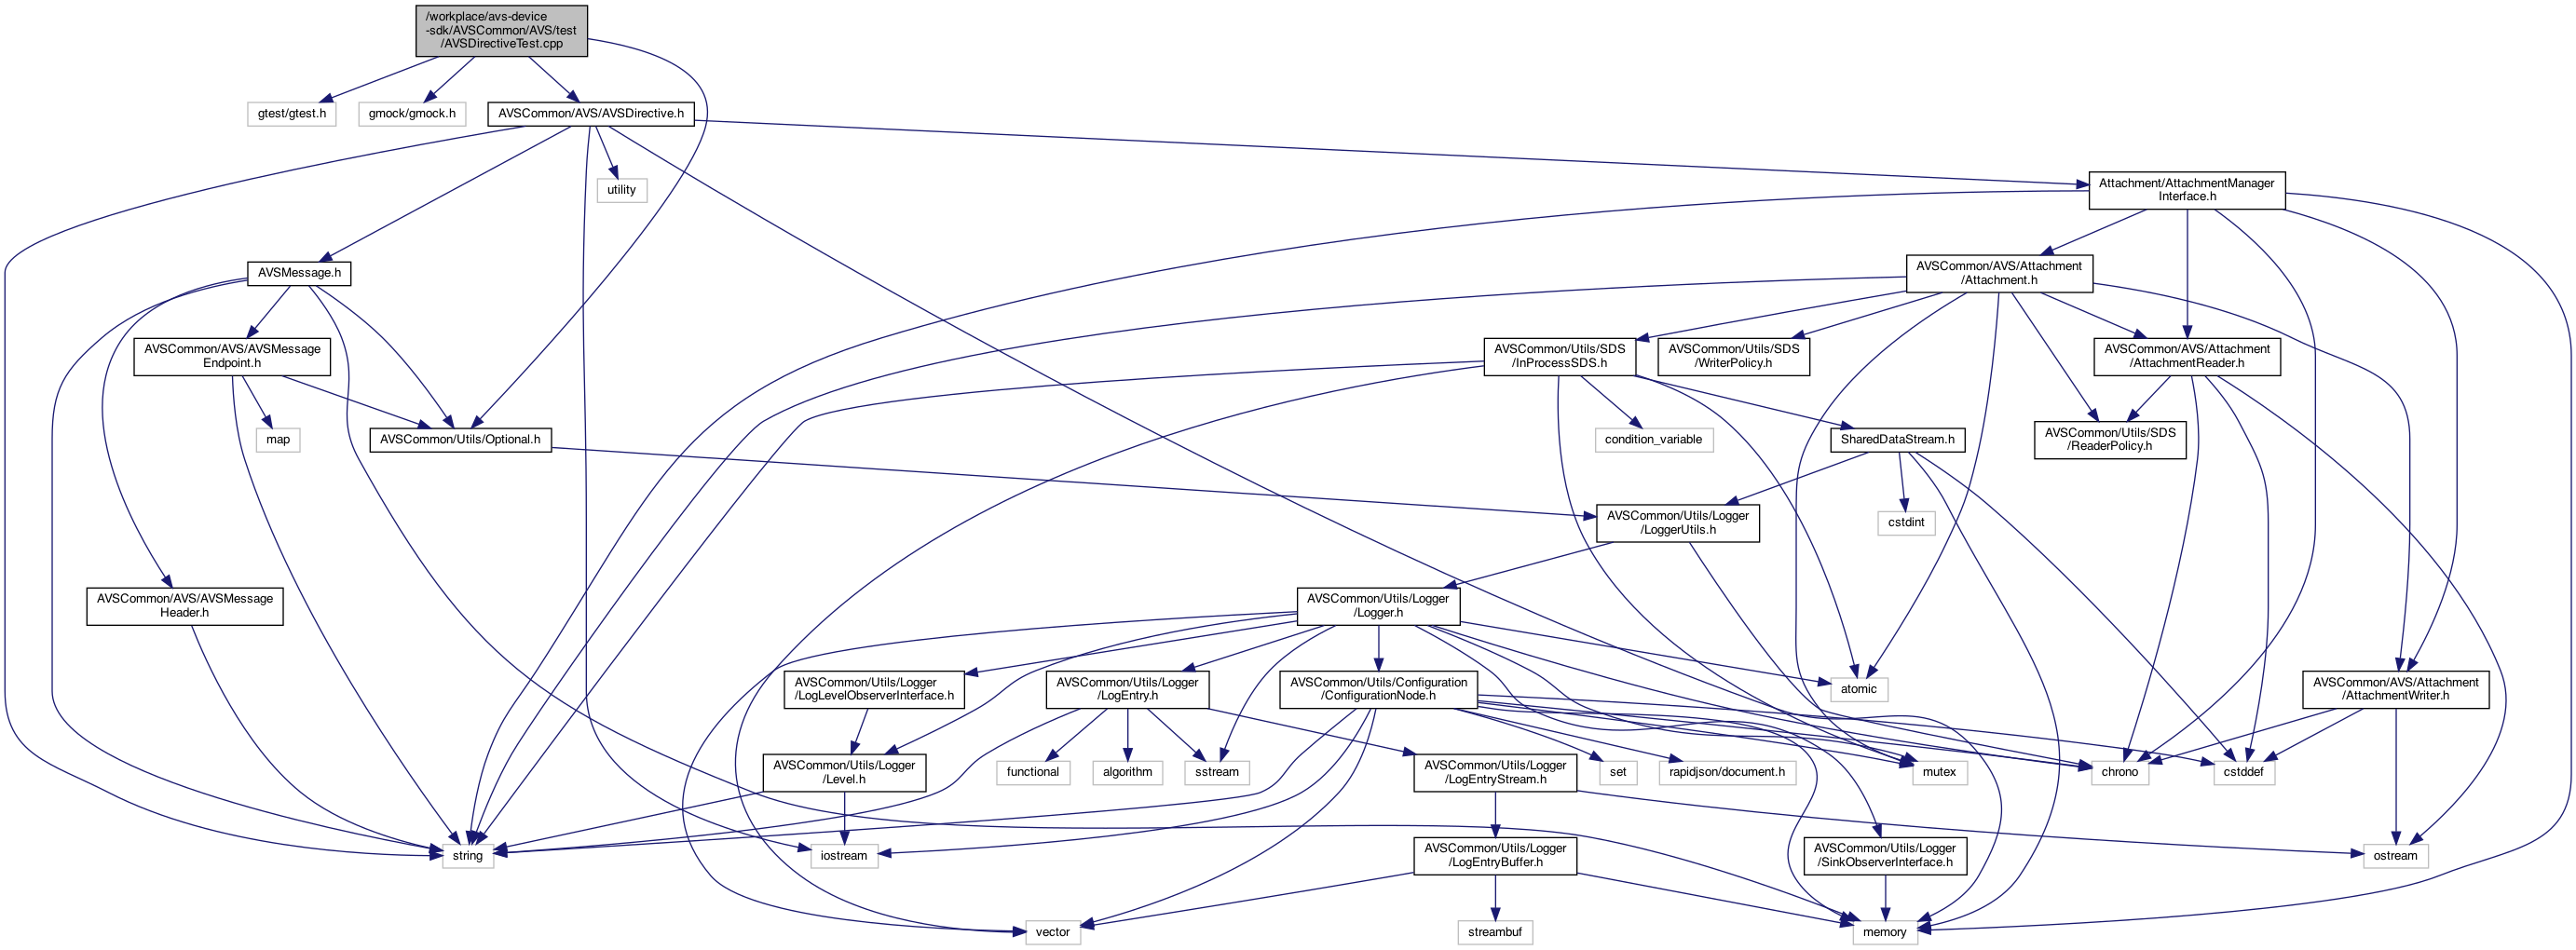 /workplace/avs-device
-sdk/AVSCommon/AVS/test
/AVSDirectiveTest.cpp
gtest/gtest.h
gmock/gmock.h
AVSCommon/AVS/AVSDirective.h
utility
Attachment/AttachmentManager
Interface.h
AVSMessage.h
AVSCommon/AVS/Attachment
/Attachment.h
AVSCommon/AVS/AVSMessage
Endpoint.h
AVSCommon/Utils/SDS
/InProcessSDS.h
AVSCommon/Utils/SDS
/WriterPolicy.h
AVSCommon/AVS/Attachment
/AttachmentReader.h
map
AVSCommon/Utils/Optional.h
condition_variable
SharedDataStream.h
AVSCommon/Utils/SDS
/ReaderPolicy.h
AVSCommon/Utils/Logger
/LoggerUtils.h
cstdint
AVSCommon/AVS/AVSMessage
Header.h
AVSCommon/Utils/Logger
/Logger.h
AVSCommon/Utils/Logger
/LogLevelObserverInterface.h
AVSCommon/Utils/Logger
/LogEntry.h
AVSCommon/Utils/Configuration
/ConfigurationNode.h
atomic
AVSCommon/AVS/Attachment
/AttachmentWriter.h
AVSCommon/Utils/Logger
/Level.h
functional
algorithm
sstream
AVSCommon/Utils/Logger
/LogEntryStream.h
set
rapidjson/document.h
mutex
chrono
cstddef
string
iostream
AVSCommon/Utils/Logger
/LogEntryBuffer.h
AVSCommon/Utils/Logger
/SinkObserverInterface.h
ostream
vector
streambuf
memory